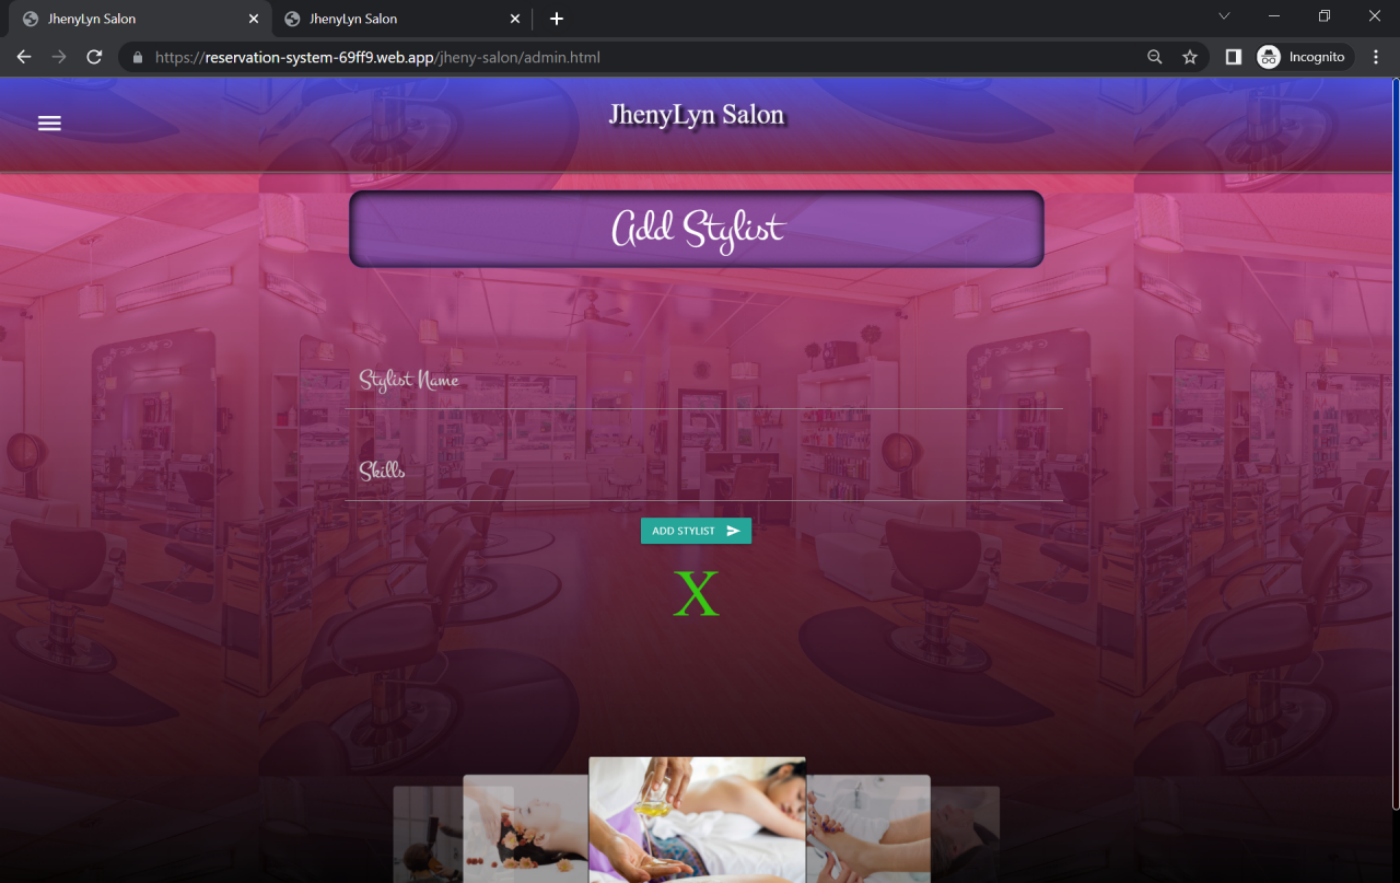 JhenyLyn Salon
JhenyLyn Salon
https://reservation-system-69ff9.web.app/jheny-salon/admin.html
Incognito
JhenyLyn Salon
Add Stylist
Stylist Name
Skills
ADD STYLIST
X